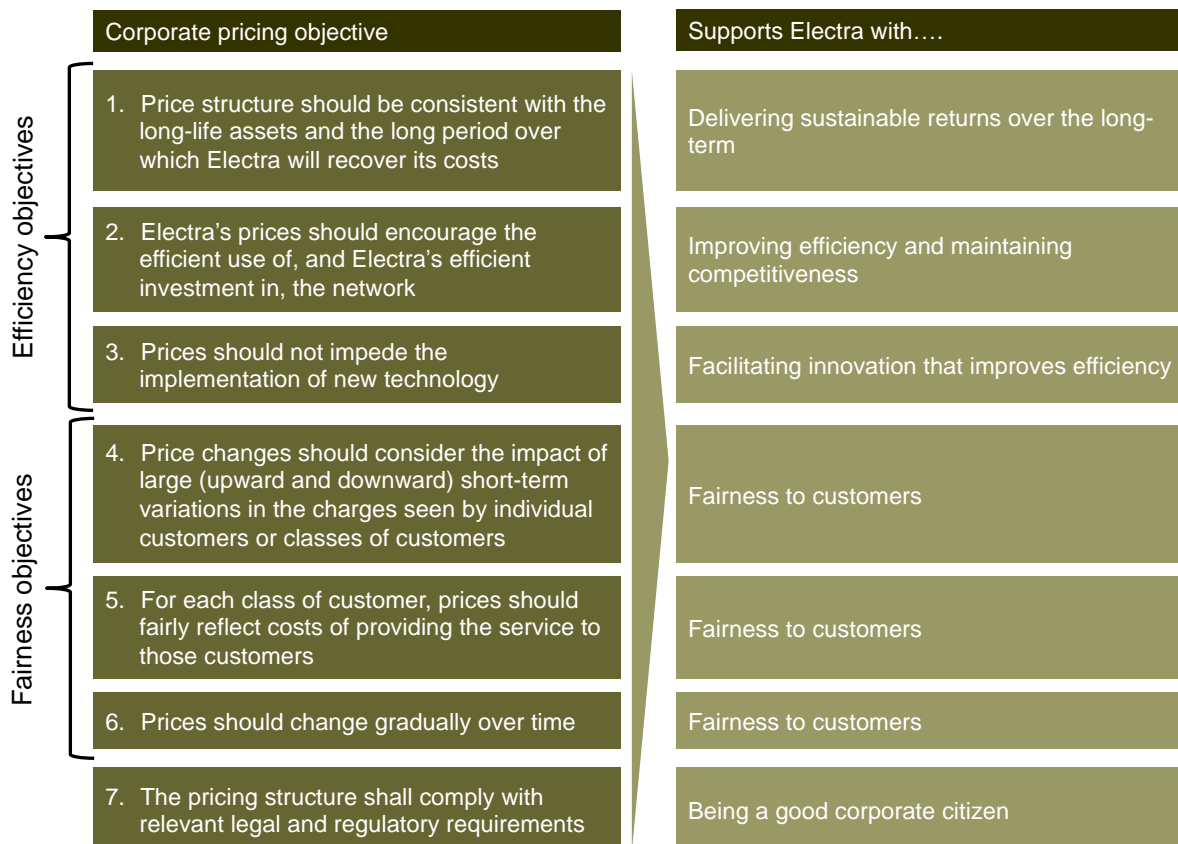 Corporate pricing objective
Supports Electra with….
Efficiency objectives
1. Price structure should be consistent with the
long-life assets and the long period over
which Electra will recover its costs
Delivering sustainable returns over the long-
term
2. Electra's prices should encourage the
efficient use of, and Electra's efficient
investment in, the network
Improving efficiency and maintaining
competitiveness
3. Prices should not impede the
implementation of new technology
Facilitating innovation that improves efficiency
Fairness objectives
4. Price changes should consider the impact of
large (upward and downward) short-term
variations in the charges seen by individual
customers or classes of customers
Fairness to customers
5. For each class of customer, prices should
fairly reflect costs of providing the service to
those customers
Fairness to customers
6. Prices should change gradually over time
Fairness to customers
7. The pricing structure shall comply with
relevant legal and regulatory requirements
Being a good corporate citizen